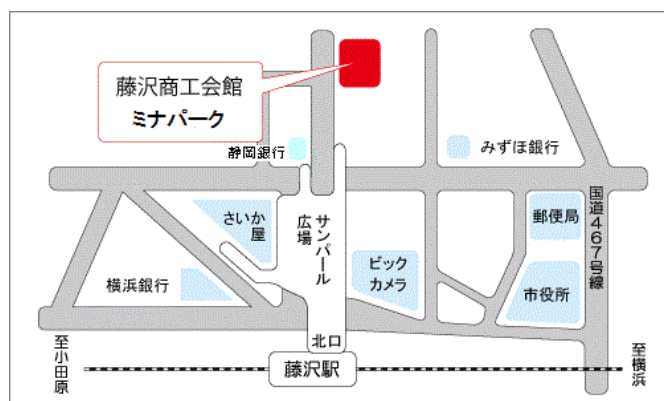 藤沢商工会館
ミナパーク
静岡銀行
みずほ銀行
さいか
屋
サンパール
広場
郵便局
国道467号線
横浜銀行
ビック
カメラ
市役所
北口
藤沢駅
至小田原
至横浜